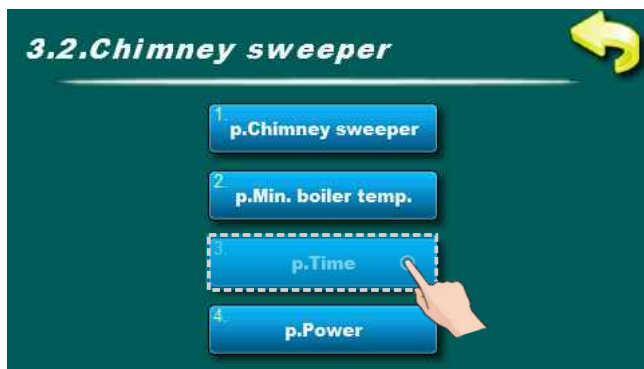 3.2.Chimney sweeper
1.
p.Chimney sweeper
2.
p.Min. boiler temp.
3.
p.Time
4.
p.Power